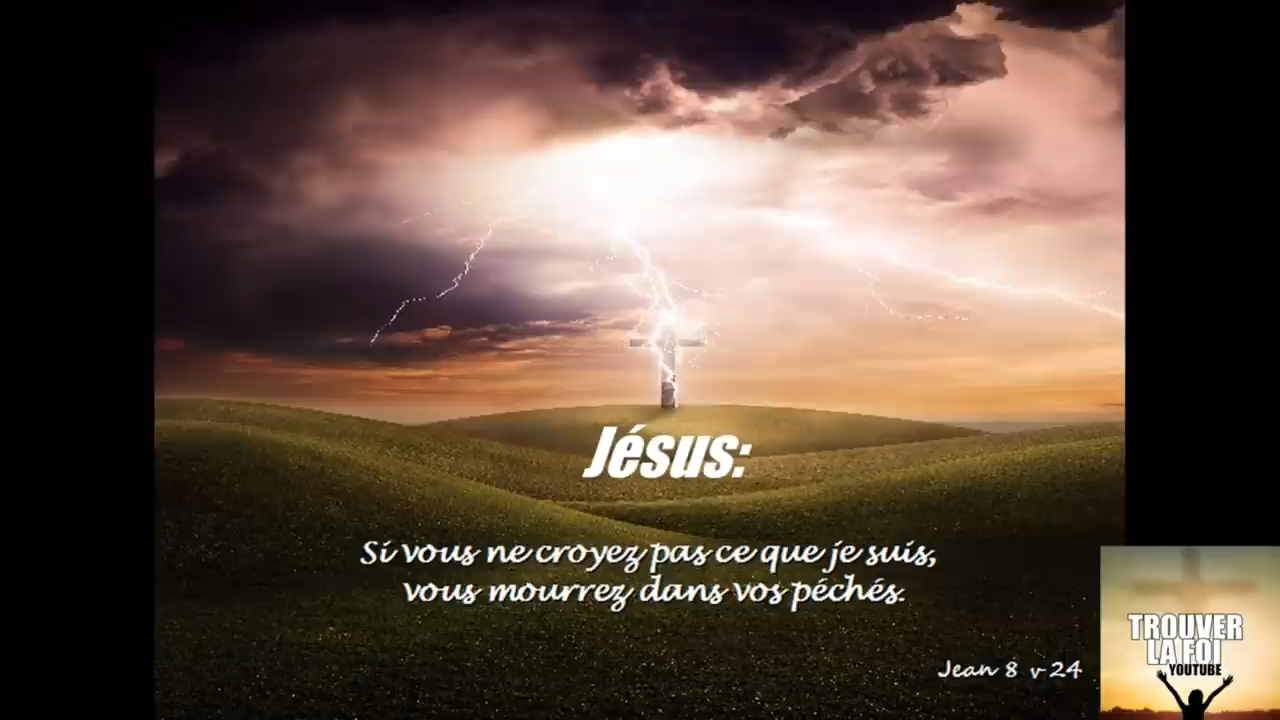 Jésus:
Si vous ne croyez pas ce que je suis,
vous mourrez dans vos péchés.
Jean 8 v 24
TROUVER
LA FOI
YOUTUBE